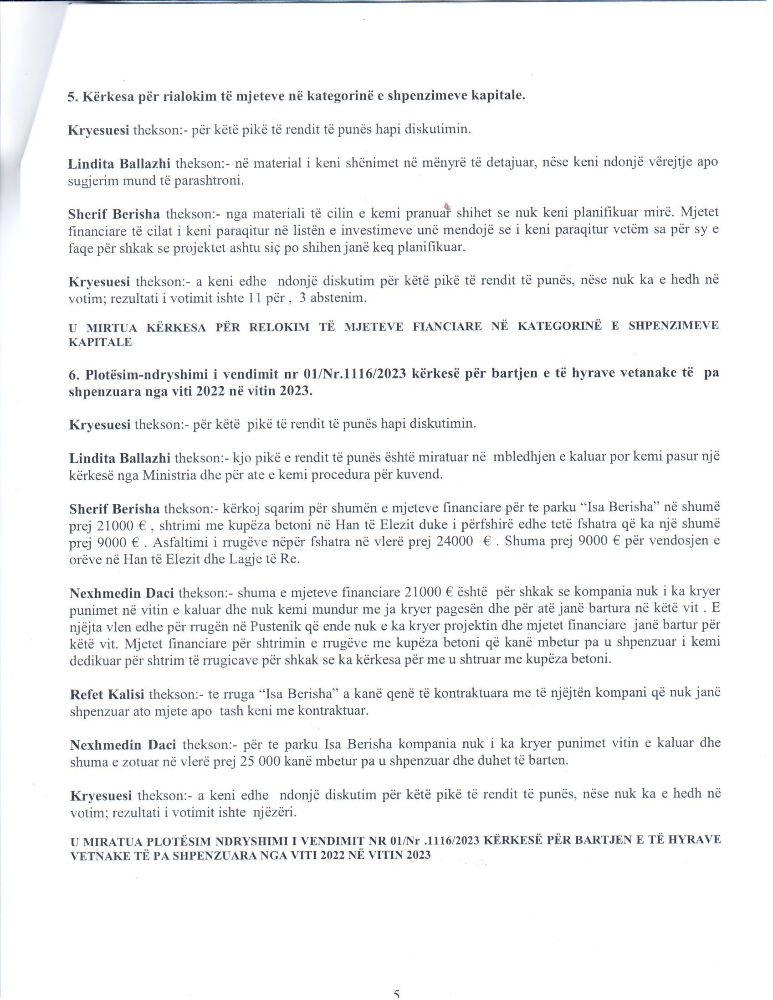 5. Kërkesa për rialokim të mjeteve në kategorinë e shpenzimeve kapitale.
Kryesuesi thekson:- për këtë pikë të rendit të punës hapi diskutimin.
Lindita Ballazhi thekson:- në material i keni shënimet në mënyrë të detajuar, nëse keni ndonjë vërejtje apo
sugjerim mund të parashtroni.
Sherif Berisha thekson:- nga materiali të cilin e kemi pranuar shihet se nuk keni planifikuar mirë. Mjetet
financiare të cilat i keni paraqitur në listën e investimeve unë mendojë se i keni paraqitur vetëm sa për sy e
faqe për shkak se projektet ashtu siç po shihen janë keq planifikuar.
Kryesuesi thekson:- a keni edhe ndonjë diskutim për këtë pikë të rendit të punës, nëse nuk ka e hedh në
votim; rezultati i votimit ishte 11 për , 3 abstenim.
U MIRTUA KËRKESA PËR RELOKIM TË MJETEVE FIANCIARE NË KATEGORINË E SHPENZIMEVE
KAPITALE
6. Plotësim-ndryshimi i vendimit nr 01/Nr.1116/2023 kërkesë për bartjen e të hyrave vetanake të pa
shpenzuara nga viti 2022 në vitin 2023.
Kryesuesi thekson:- për këtë pikë të rendit të punës hapi diskutimin.
Lindita Ballazhi thekson:- kjo pikë e rendit të punës është miratuar në mbledhjen e kaluar por kemi pasur një
kërkesë nga Ministria dhe për ate e kemi procedura për kuvend.
Sherif Berisha thekson:- kërkoj sqarim për shumën e mjeteve financiare për te parku “Isa Berisha” në shumë
prej 21000 € , shtrimi me kupëza betoni në Han të Elezit duke i përfshirë edhe tetë fshatra që ka një shumë
prej 9000 € . Asfaltimi i rrugëve nëpër fshatra në vlerë prej 24000 € . Shuma prej 9000 € për vendosjen e
orëve në Han të Elezit dhe Lagje të Re.
Nexhmedin Daci thekson:- shuma e mjeteve financiare 21000 € është për shkak se kompania nuk i ka kryer
punimet në vitin e kaluar dhe nuk kemi mundur me ja kryer pagesën dhe për atë janë bartura në këtë vit . E
njëjta vlen edhe për rrugën në Pustenik që ende nuk e ka kryer projektin dhe mjetet financiare janë bartur për
këtë vit. Mjetet financiare për shtrimin e rrugëve me kupëza betoni që kanë mbetur pa u shpenzuar i kemi
dedikuar për shtrim të rrugicave për shkak se ka kërkesa për me u shtruar me kupëza betoni.
Refet Kalisi thekson:- te rruga “Isa Berisha” a kanë qenë të kontraktuara me të njëjtën kompani që nuk janë
shpenzuar ato mjete apo tash keni me kontraktuar.
Nexhmedin Daci thekson:- për te parku Isa Berisha kompania nuk i ka kryer punimet vitin e kaluar dhe
shuma e zotuar në vlerë prej 25 000 kanë mbetur pa u shpenzuar dhe duhet të barten.
Kryesuesi thekson:- a keni edhe ndonjë diskutim për këtë pikë të rendit të punës, nëse nuk ka e hedh në
votim; rezultati i votimit ishte njëzëri.
U MIRATUA PLOTËSIM NDRYSHIMI I VENDIMIT NR 01/Nr .1116/2023 KËRKESË PËR BARTJEN E TË HYRAVE
VETNAKE TË PA SHPENZUARA NGA VITI 2022 NË VITIN 2023
5